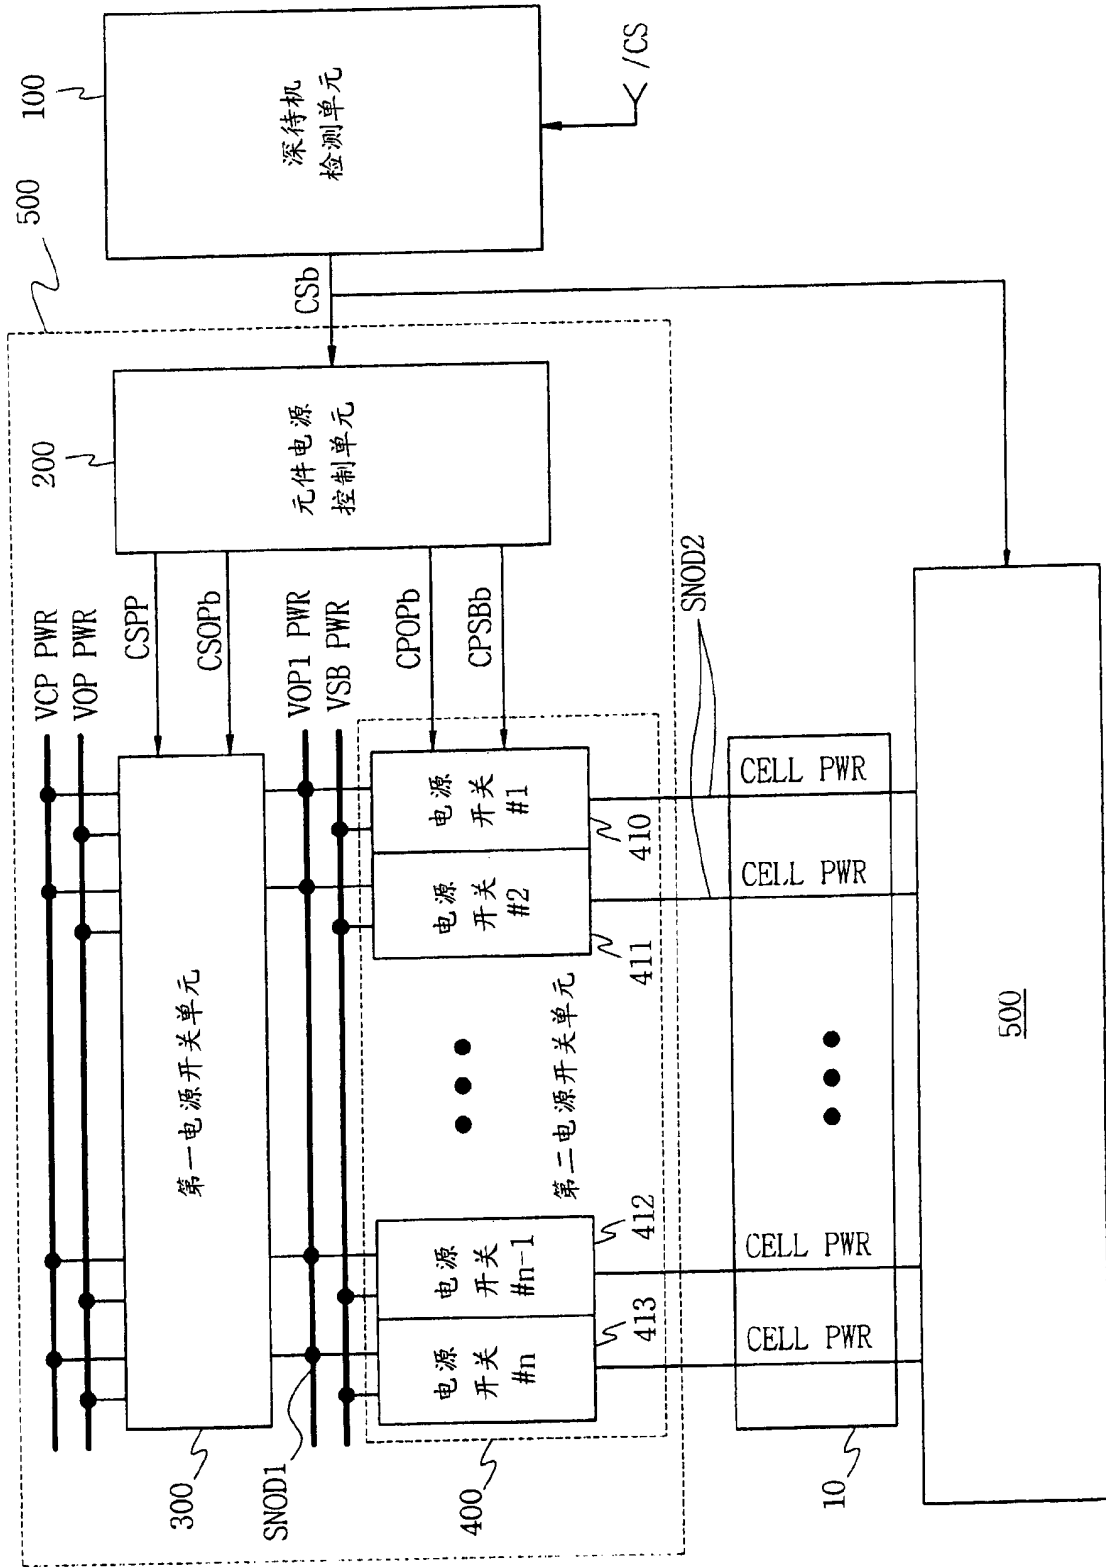 100
深待机
检测单元
/CS
500
CSb
200
元件电源
控制单元
CSPP
CSOPb
CPOPb
CPSBb
VCP PWR
VOP PWR
VOP1 PWR
VSB PWR
SNOD2
第一电源开关单元
300
SNOD1
电源
开关
#1
410
电源
开关
#2
411
第二电源开关单元
电源
开关
#n-1
412
电源
开关
#n
413
400
CELL PWR
CELL PWR
CELL PWR
CELL PWR
10
500